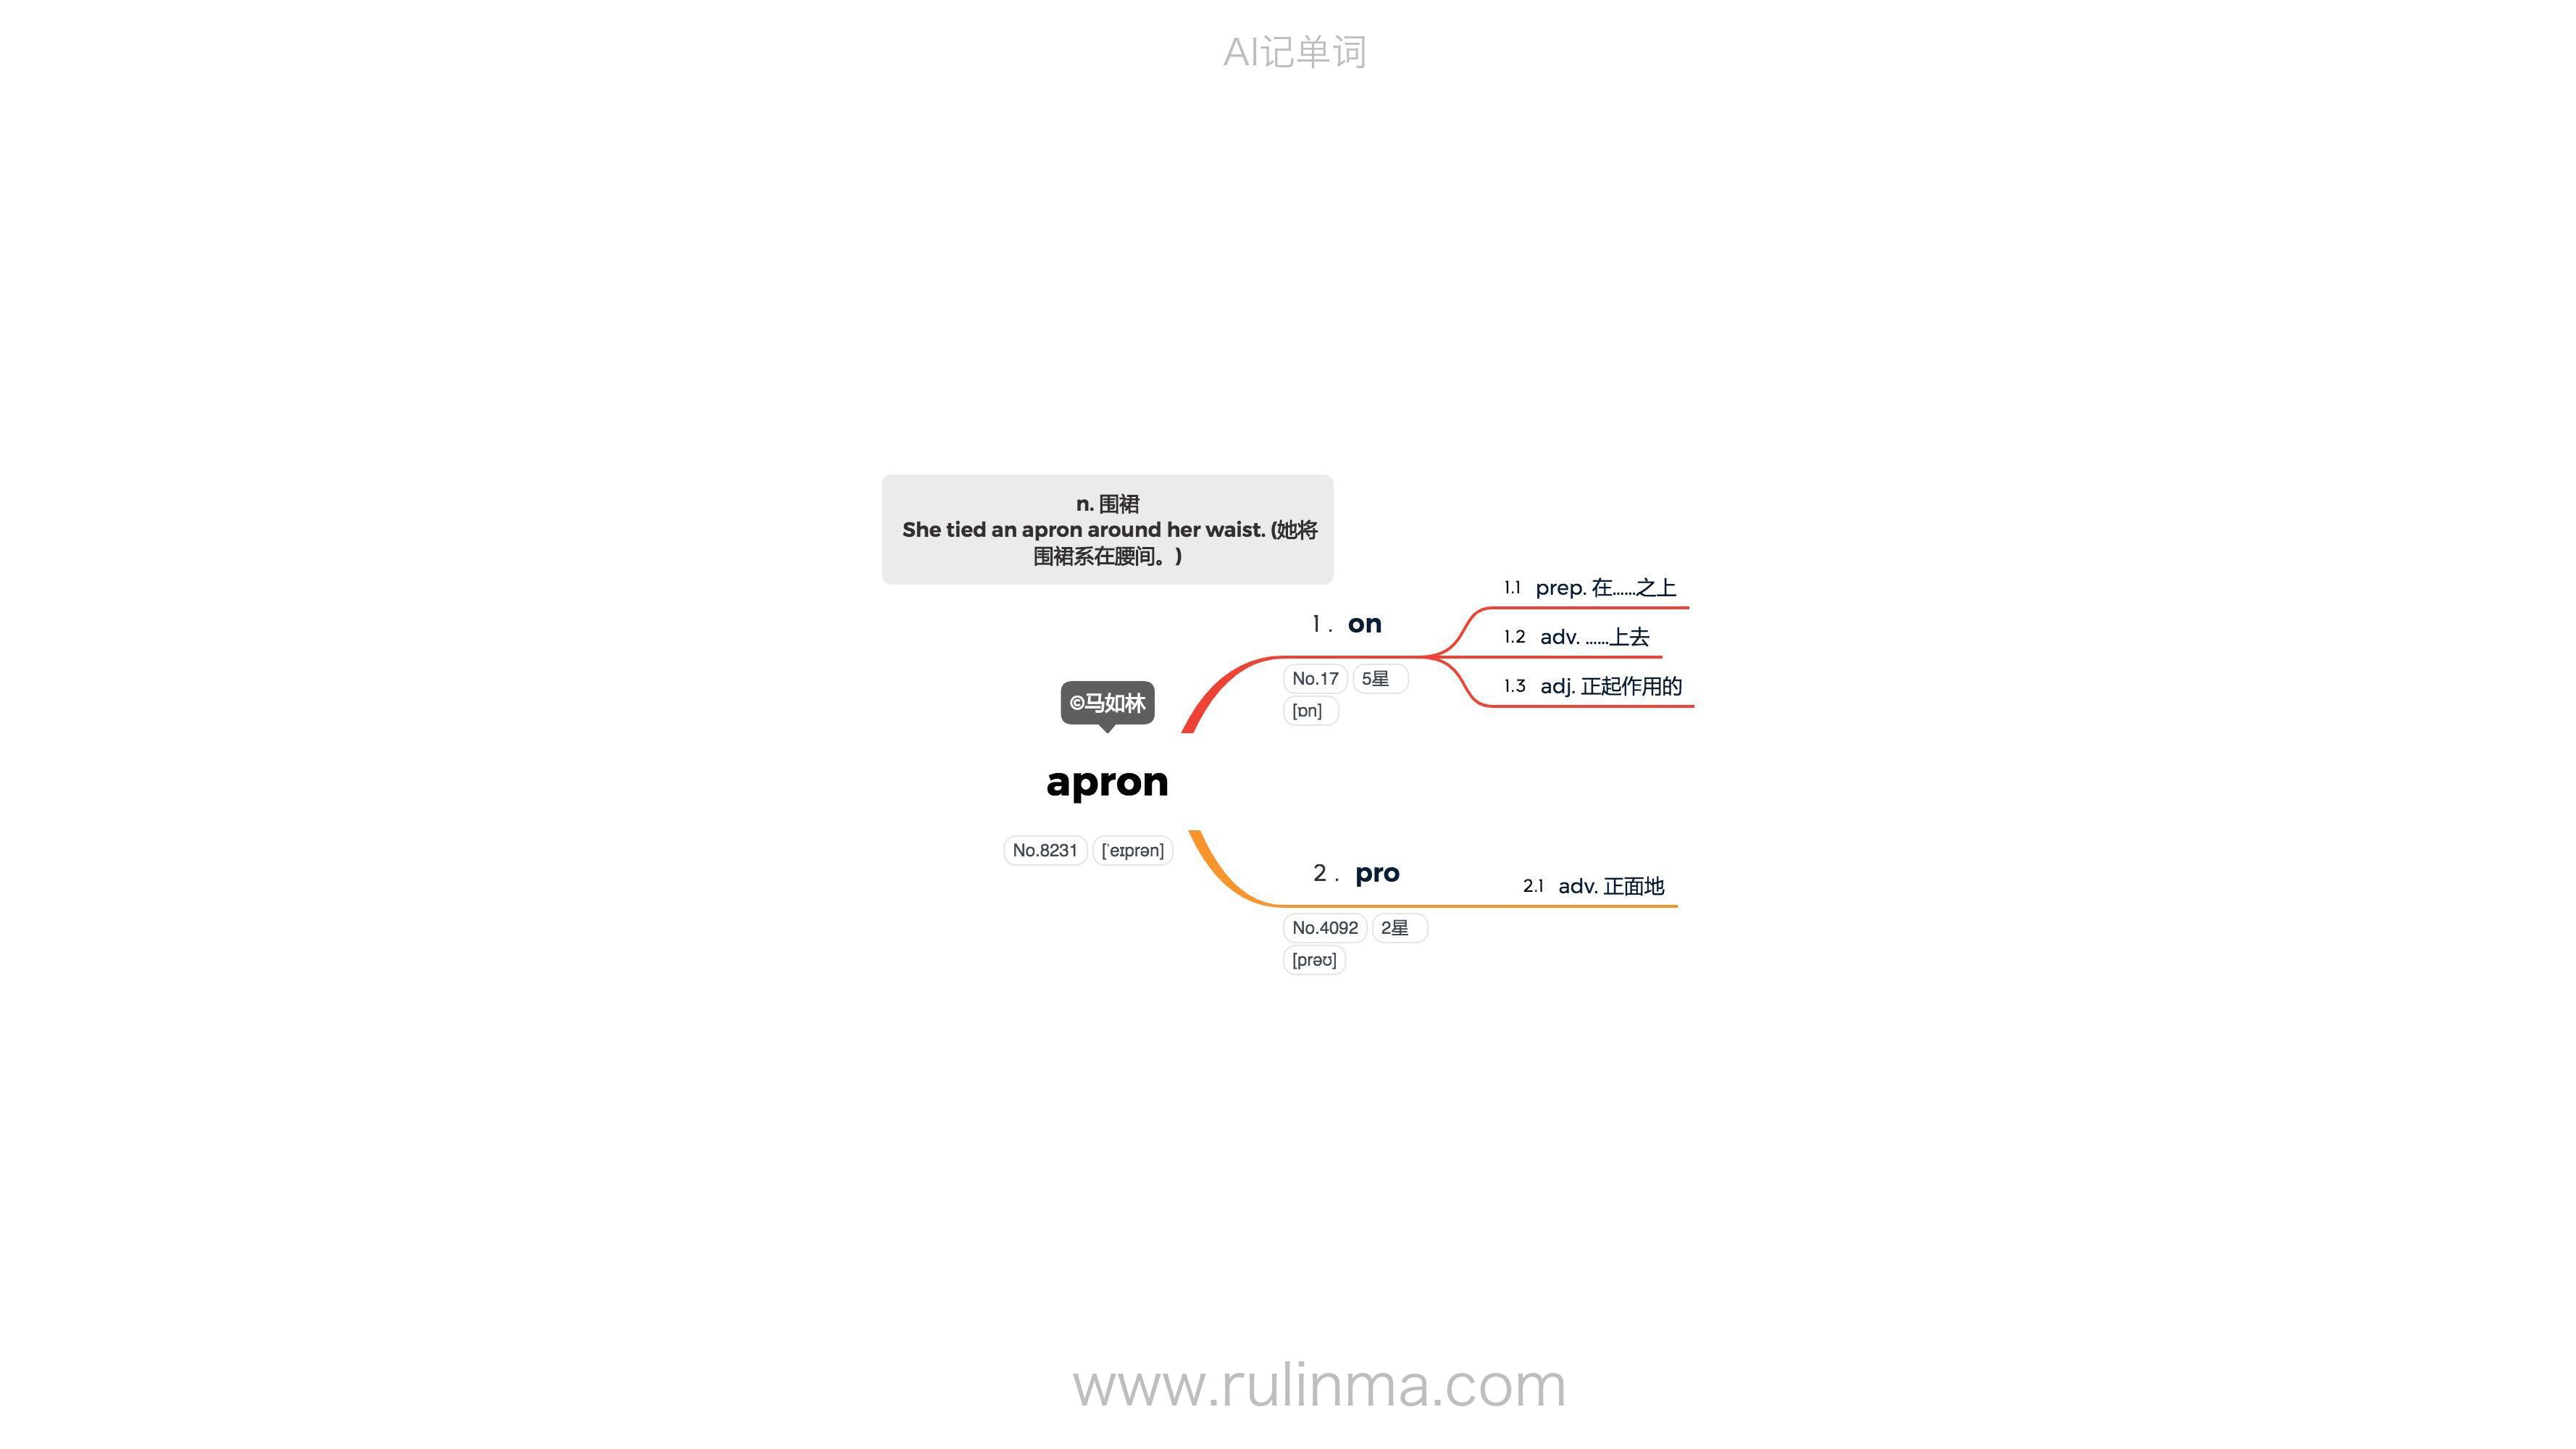 AI记单词
n. 围裙
She tied an apron around her waist. (她将
围裙系在腰间。)
©马如林
apron
No.8231 [ˈeɪprən]
1. on
No.17 5星
[ɒn]
1.1 prep. 在……之上
1.2 adv. ……上去
1.3 adj. 正起作用的
2. pro
No.4092 2星
[prəʊ]
2.1 adv. 正面地
www.rulinma.com